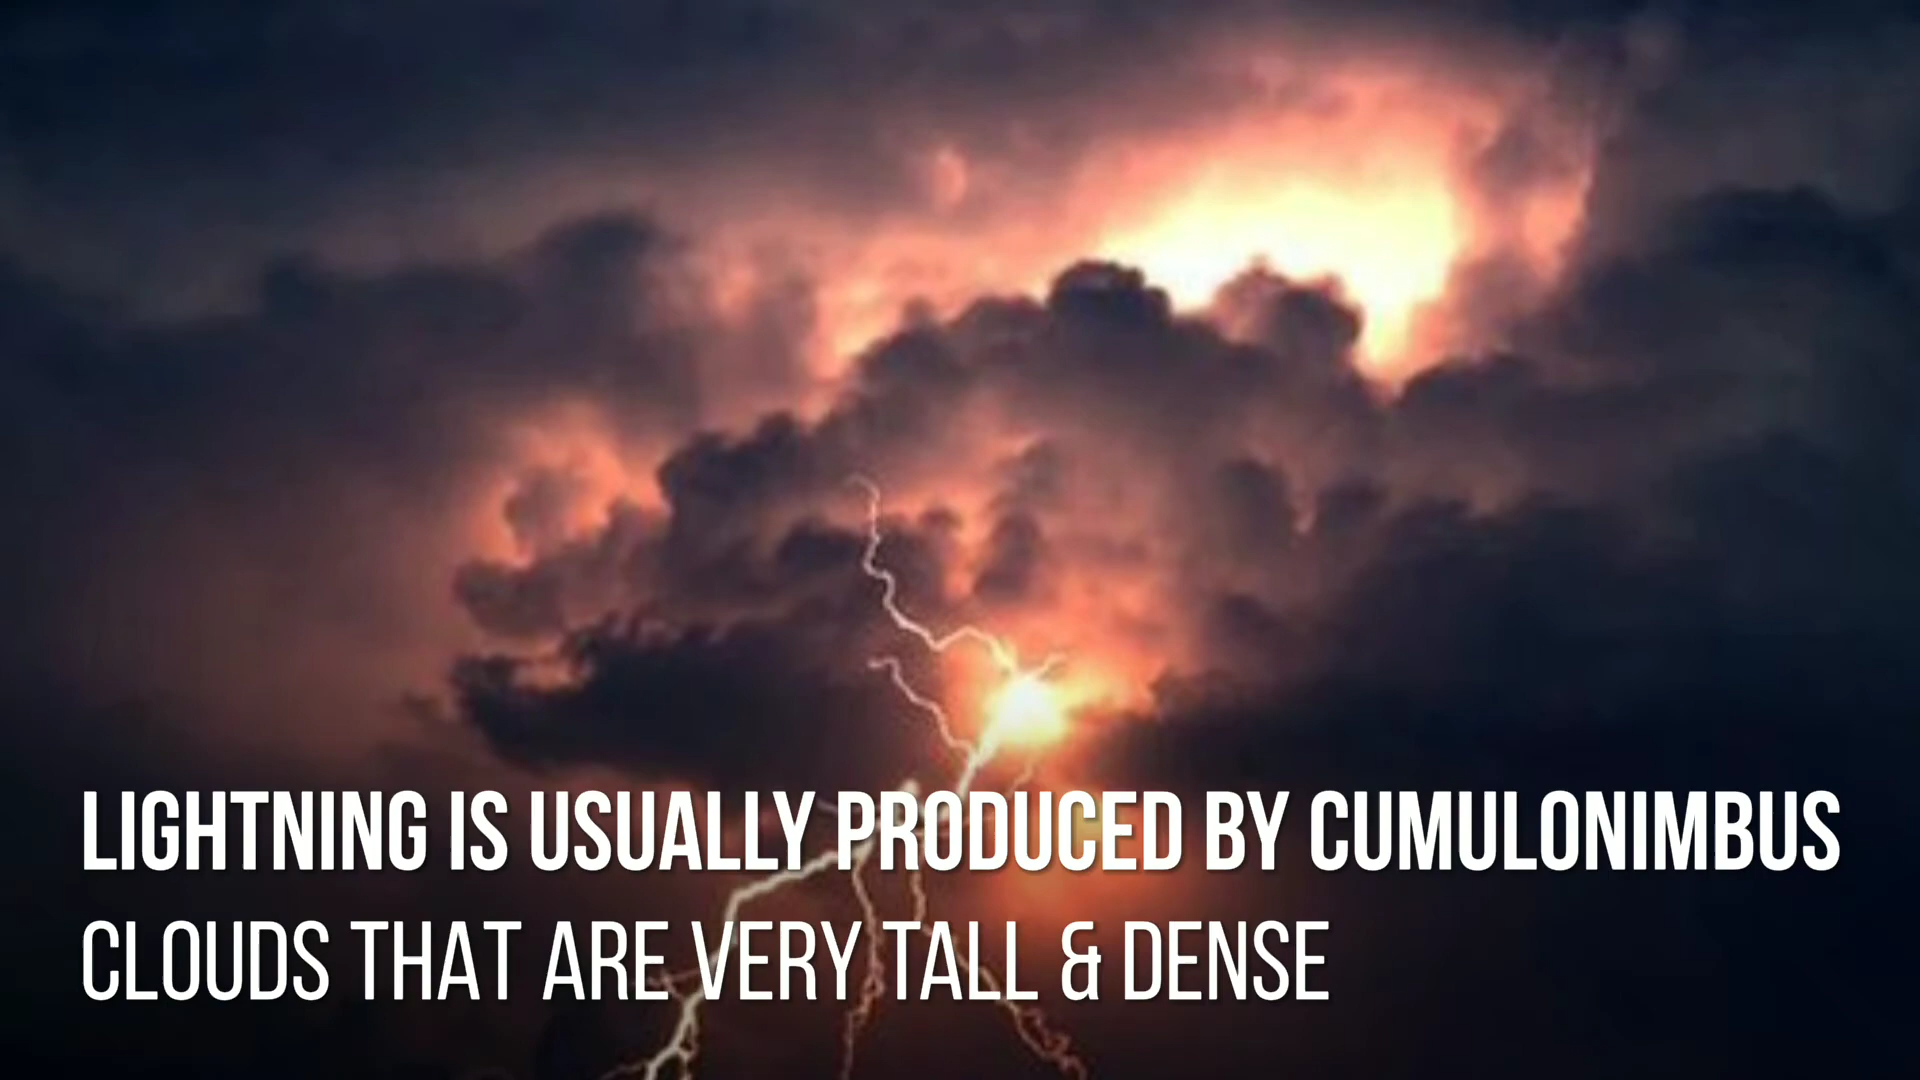 LIGHTNING IS USUALLY PRODUCED BY CUMULONIMBUS
CLOUDS THAT ARE VERY TALL & DENSE